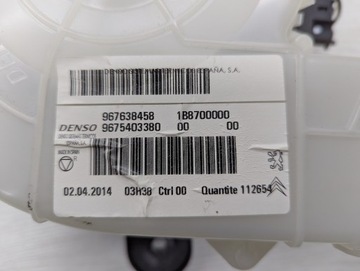 ESPAÑA, S.A.
967638458 1B8700000
DENSO 9675403380 00 00
02.04.2014 03H38 Ctrl 00 Quantite 112654